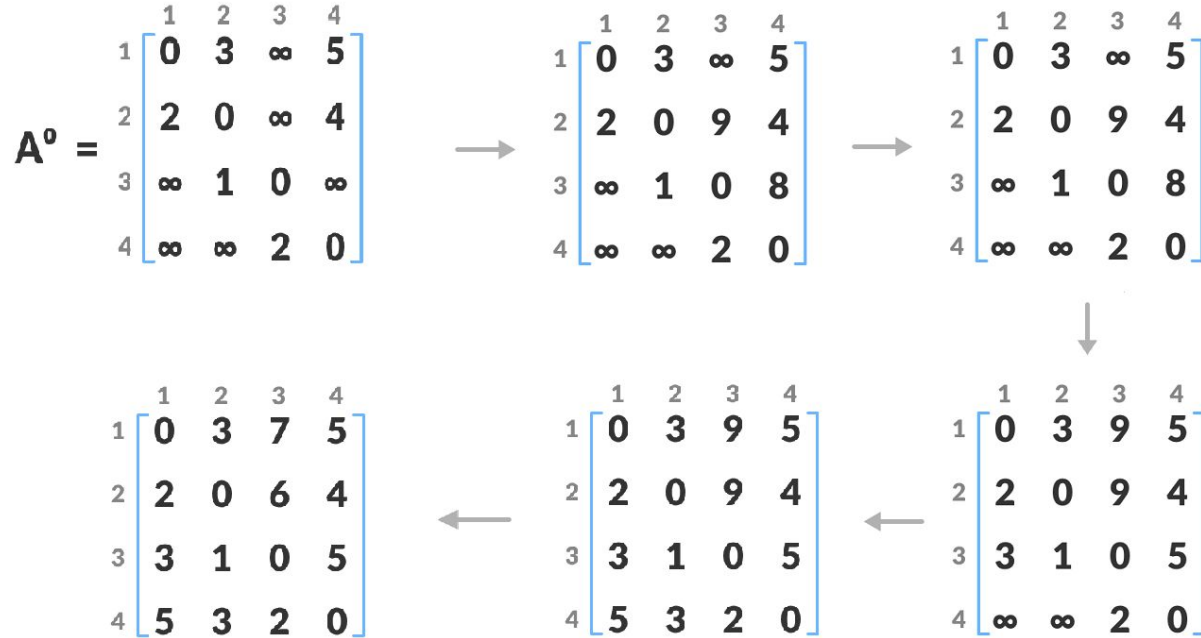 1 2 3 4
1 0 3 ∞ 5
2 2 0 ∞ 4
3 ∞ 1 0 ∞
4 ∞ ∞ 2 0
A⁰ =
1 2 3 4
1 0 3 ∞ 5
2 2 0 9 4
3 ∞ 1 0 8
4 ∞ ∞ 2 0
1 2 3 4
1 0 3 ∞ 5
2 2 0 9 4
3 ∞ 1 0 8
4 ∞ ∞ 2 0
1 2 3 4
1 0 3 9 5
2 2 0 9 4
3 3 1 0 5
4 ∞ ∞ 2 0
1 2 3 4
1 0 3 9 5
2 2 0 9 4
3 3 1 0 5
4 5 3 2 0
1 2 3 4
1 0 3 7 5
2 2 0 6 4
3 3 1 0 5
4 5 3 2 0